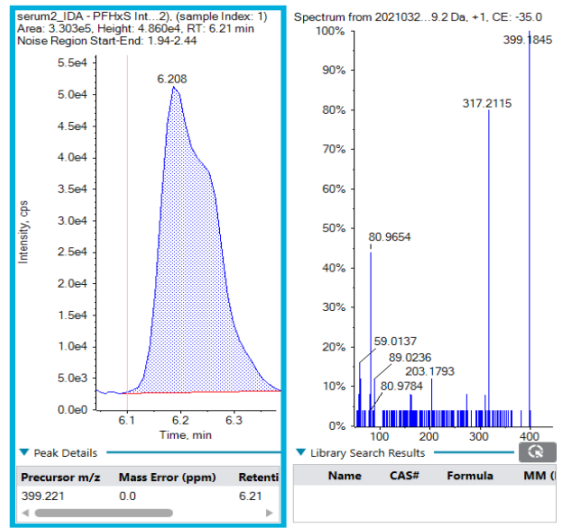 serum2_IDA - PFHxS Int...2), (sample Index: 1)
Area: 3.303e5, Height: 4.860e4, RT: 6.21 min
Noise Region Start-End: 1.94-2.44
5.5e4
5.0e4
4.5e4
4.0e4
3.5e4
3.0e4
2.5e4
2.0e4
1.5e4
1.0e4
5.0e3
0.0e0
Intensity, cps
6.208
6.1 6.2 6.3
Time, min
Peak Details
Precursor m/z Mass Error (ppm) Retenti
399.221 0.0 6.21
Spectrum from 2021032...9.2 Da, +1, CE: -35.0
100%
90%
80%
70%
60%
50%
40%
30%
20%
10%
0%
399.1845
317.2115
80.9654
59.0137
89.0236
203.1793
80.9784
100 200 300 400
Library Search Results
Name CAS# Formula MM (